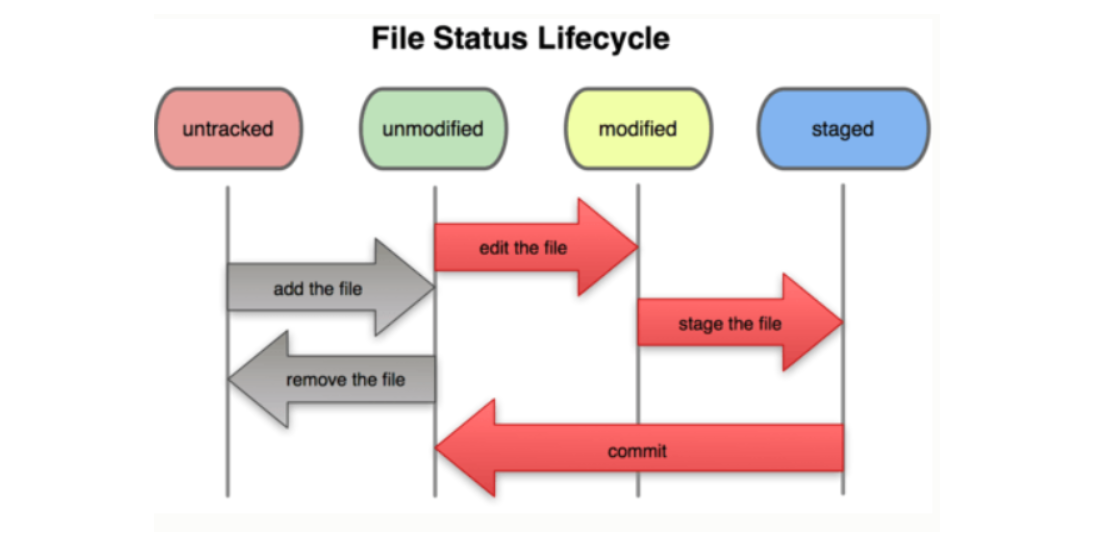 File Status Lifecycle
untracked
unmodified
modified
staged
edit the file
add the file
stage the file
remove the file
commit